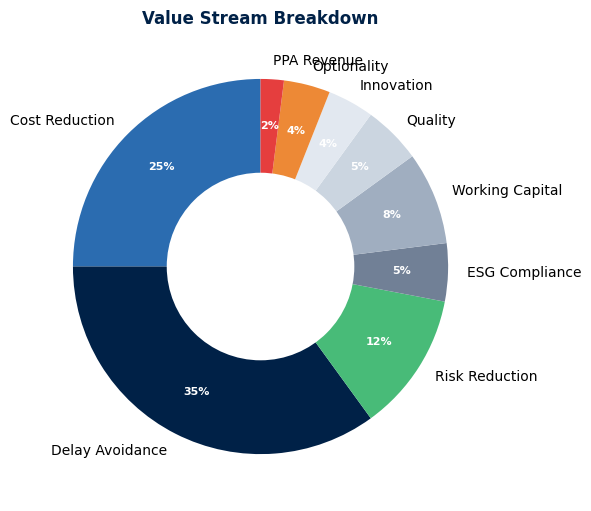 Value Stream Breakdown
PPA Revenue
Optionality
Innovation
Cost Reduction
Quality
2%
4%
4%
25%
5%
Working Capital
8%
ESG Compliance
5%
12%
Risk Reduction
35%
Delay Avoidance